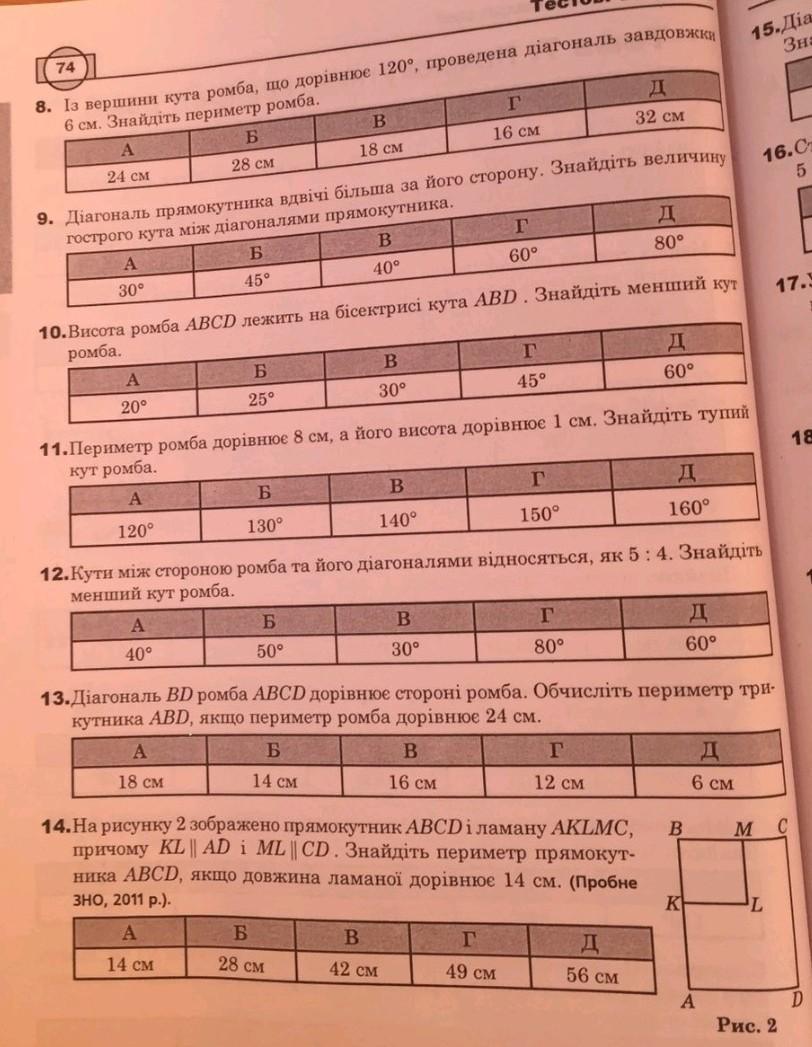 74
8. Із вершини кута ромба, що дорівнює 120°, проведена діагональ завдовжки
6 см. Знайдіть периметр ромба.
А Б В Г Д
24 см 28 см 18 см 16 см 32 см
9. Діагональ прямокутника вдвічі більша за його сторону. Знайдіть величину
гострого кута між діагоналями прямокутника.
А Б В Г Д
30° 45° 40° 60° 80°
10. Висота ромба ABCD лежить на бісектрисі кута ABD . Знайдіть менший кут
ромба.
А Б В Г Д
20° 25° 30° 45° 60°
11. Периметр ромба дорівнює 8 см, а його висота дорівнює 1 см. Знайдіть тупий
кут ромба.
А Б В Г Д
120° 130° 140° 150° 160°
12. Кути між стороною ромба та його діагоналями відносяться, як 5 : 4. Знайдіть
менший кут ромба.
А Б В Г Д
40° 50° 30° 80° 60°
13. Діагональ BD ромба ABCD дорівнює стороні ромба. Обчисліть периметр три-
кутника ABD, якщо периметр ромба дорівнює 24 см.
А Б В Г Д
18 см 14 см 16 см 12 см 6 см
14. На рисунку 2 зображено прямокутник ABCD і ламану AKLMC,
причому KL || AD і ML || CD . Знайдіть периметр прямокут-
ника ABCD, якщо довжина ламаної дорівнює 14 см. (Пробне
ЗНО, 2011 р.).
А Б В Г Д
14 см 28 см 42 см 49 см 56 см
B M C
K L
A D
Рис. 2
15. Діа
16.
5
17.
18